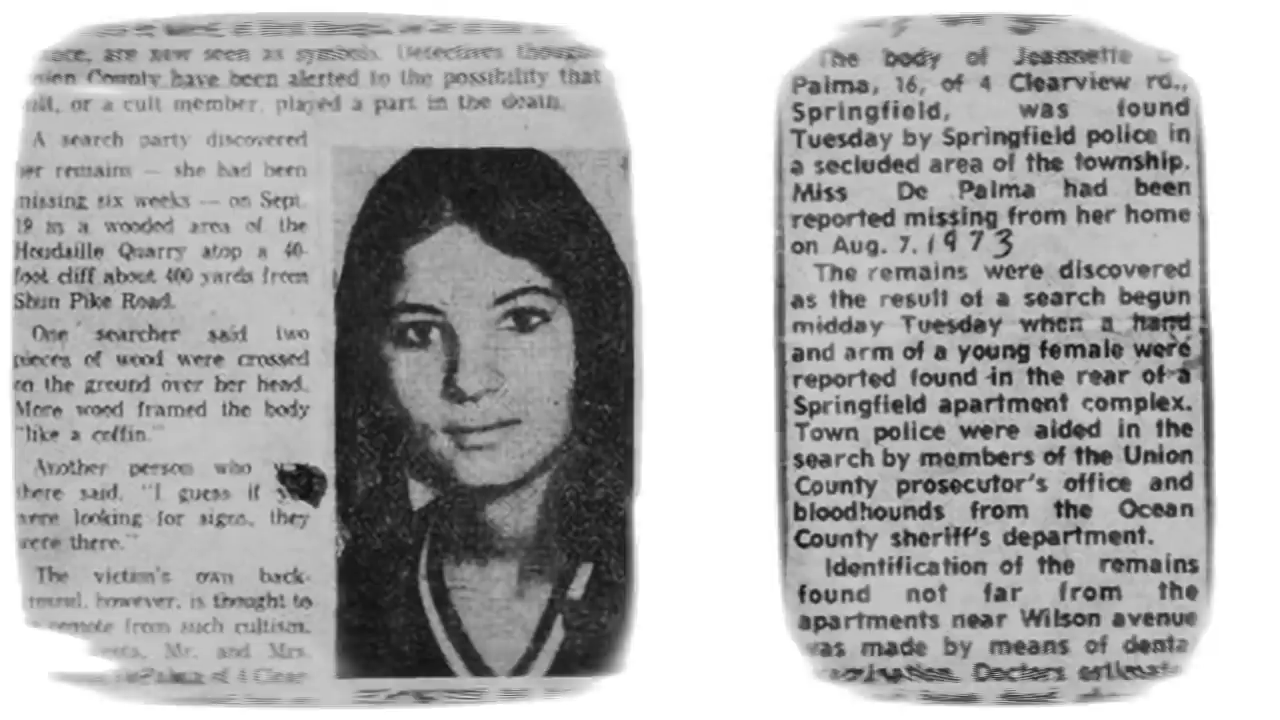 are now seen as symbols. Detectives
County have been alerted to the possibility that
or a cult member, played a part in the death.
A search party discovered
her remains — she had been
missing six weeks — on Sept.
19 in a wooded area of the
Houdaille Quarry atop a 40-
foot cliff about 400 yards from
Shun Pike Road.
One searcher said two
pieces of wood were crossed
on the ground over her head.
More wood framed the body
"like a coffin."
Another person who
there said, "I guess if
were looking for signs, they
were there."
The victim's own back-
however, is thought to
remote from such cultism.
Mr. and Mrs.
of 4 Clear
The body of Jeannette
Palma, 16, of 4 Clearview rd.,
Springfield, was found
Tuesday by Springfield police in
a secluded area of the township.
Miss De Palma had been
reported missing from her home
on Aug. 7. 1973
The remains were discovered
as the result of a search begun
midday Tuesday when a hand
and arm of a young female were
reported found in the rear of a
Springfield apartment complex.
Town police were aided in the
search by members of the Union
County prosecutor's office and
bloodhounds from the Ocean
County sheriff's department.
Identification of the remains
found not far from the
apartments near Wilson avenue
was made by means of
Doctors